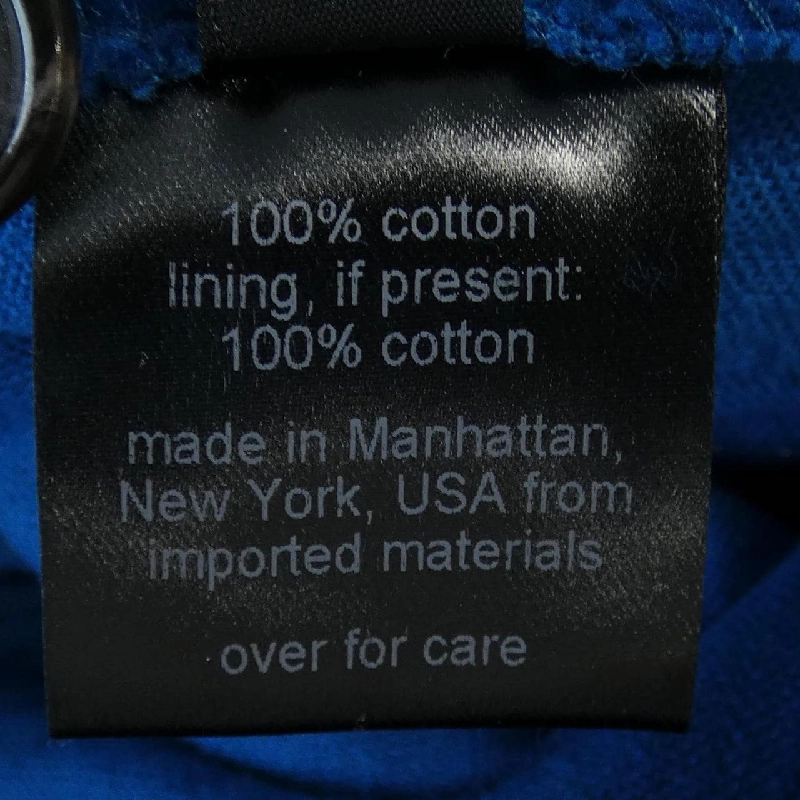 100% cotton
lining, if present:
100% cotton
made in Manhattan,
New York, USA from
imported materials
over for care